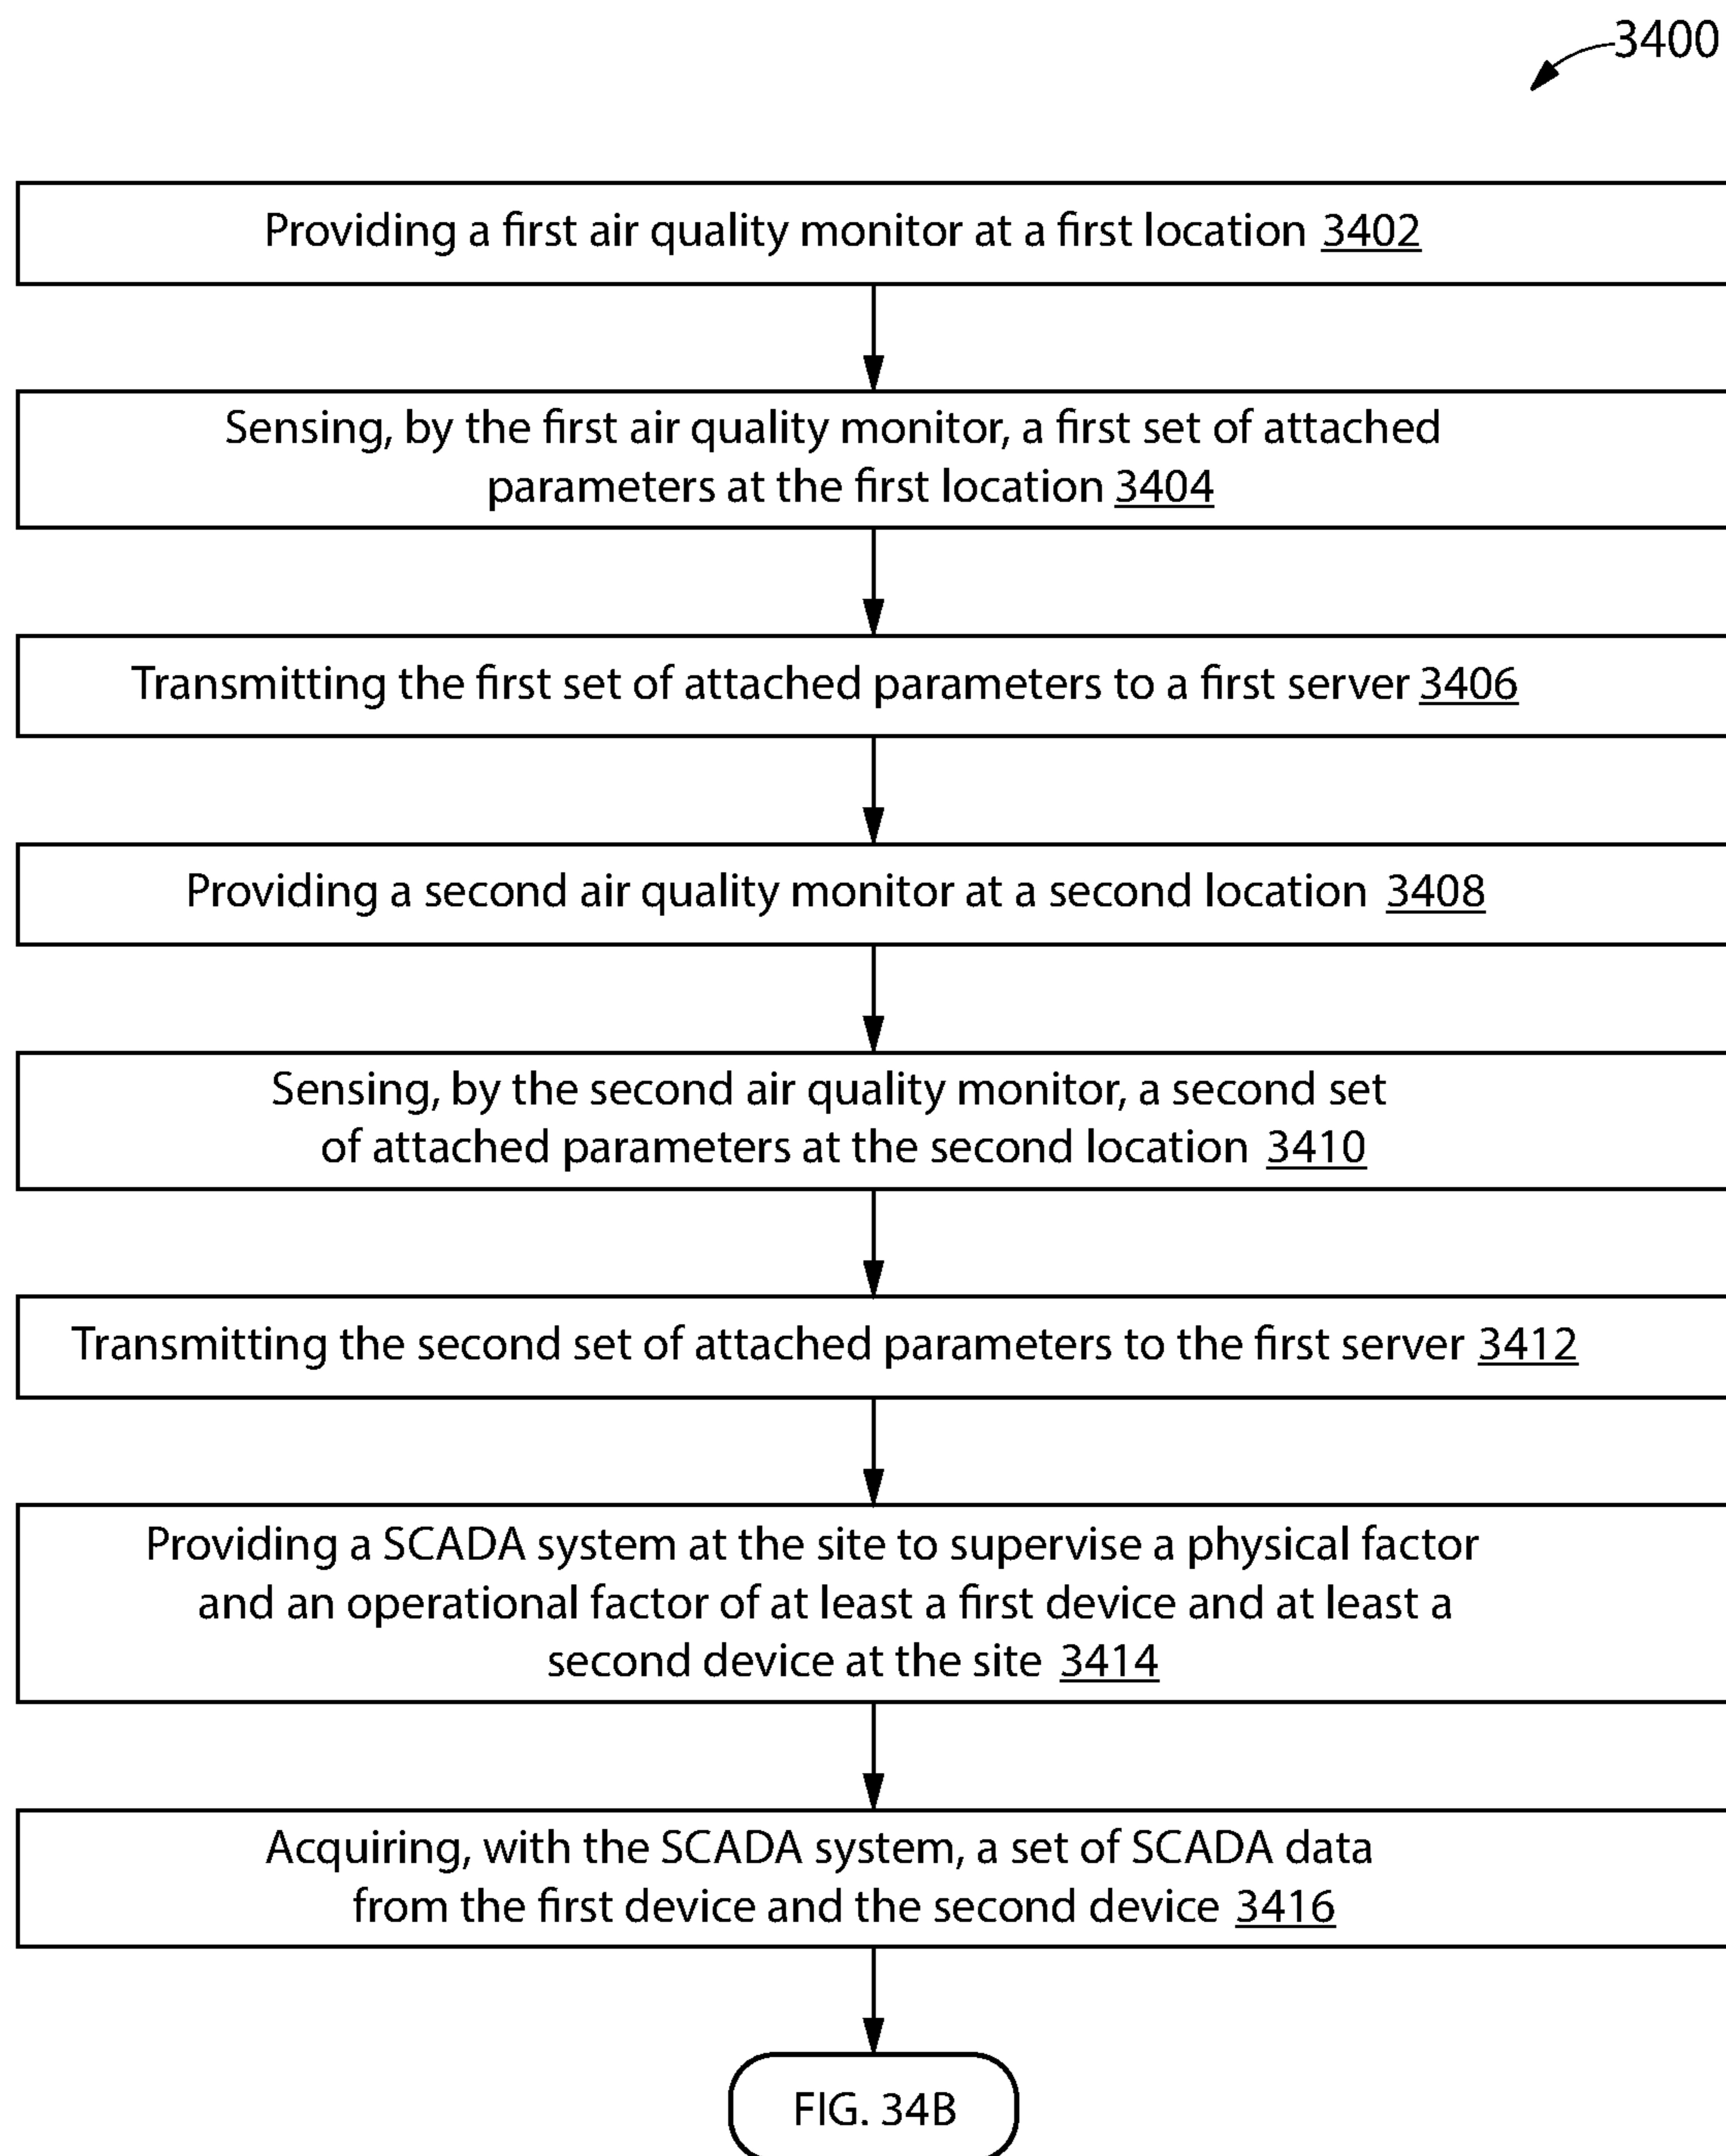 3400
Providing a first air quality monitor at a first location 3402
Sensing, by the first air quality monitor, a first set of attached
parameters at the first location 3404
Transmitting the first set of attached parameters to a first server 3406
Providing a second air quality monitor at a second location 3408
Sensing, by the second air quality monitor, a second set
of attached parameters at the second location 3410
Transmitting the second set of attached parameters to the first server 3412
Providing a SCADA system at the site to supervise a physical factor
and an operational factor of at least a first device and at least a
second device at the site 3414
Acquiring, with the SCADA system, a set of SCADA data
from the first device and the second device 3416
FIG. 34B